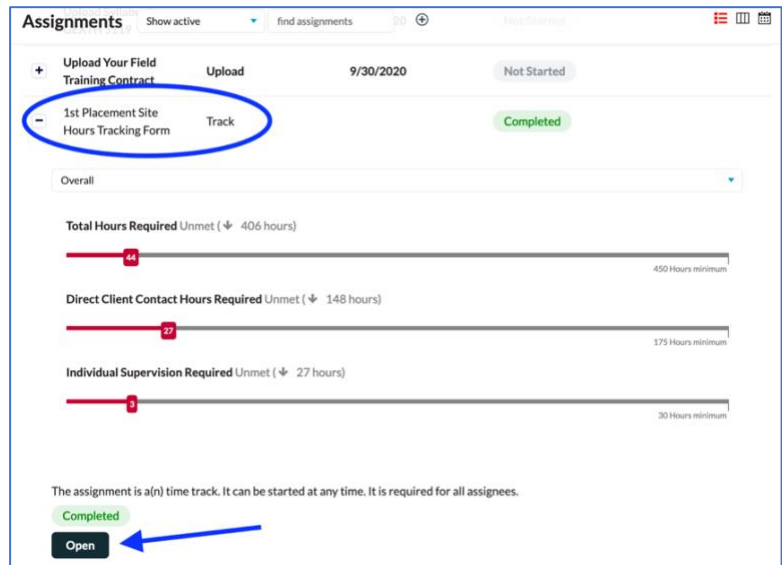 Assignments Show active find assignments 20 Not Started
Upload Your Field
Training Contract Upload 9/30/2020 Not Started
1st Placement Site
Hours Tracking Form Track Completed
Overall
Total Hours Required Unmet ( 406 hours)
44
450 Hours minimum
Direct Client Contact Hours Required Unmet ( 148 hours)
27
175 Hours minimum
Individual Supervision Required Unmet ( 27 hours)
3
30 Hours minimum
The assignment is a(n) time track. It can be started at any time. It is required for all assignees.
Completed
Open